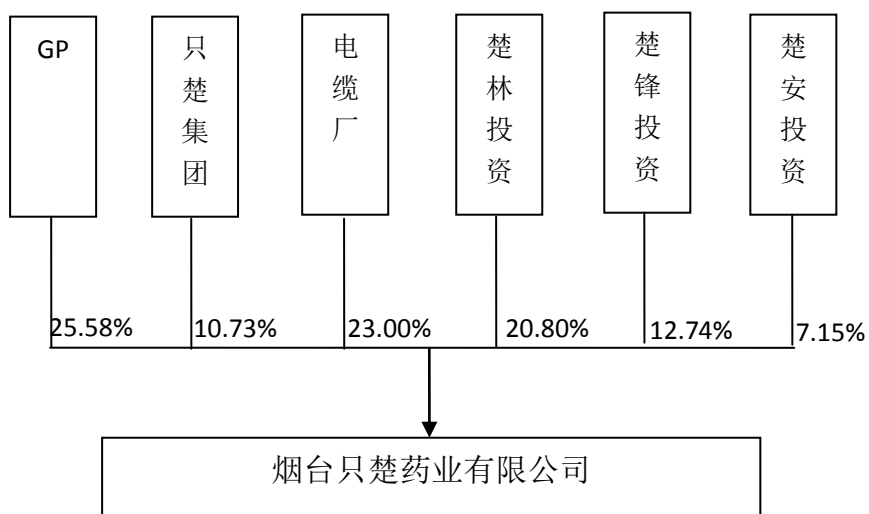 GP
只楚集团
电缆厂
楚林投资
楚锋投资
楚安投资
25.58%
10.73%
23.00%
20.80%
12.74%
7.15%
烟台只楚药业有限公司